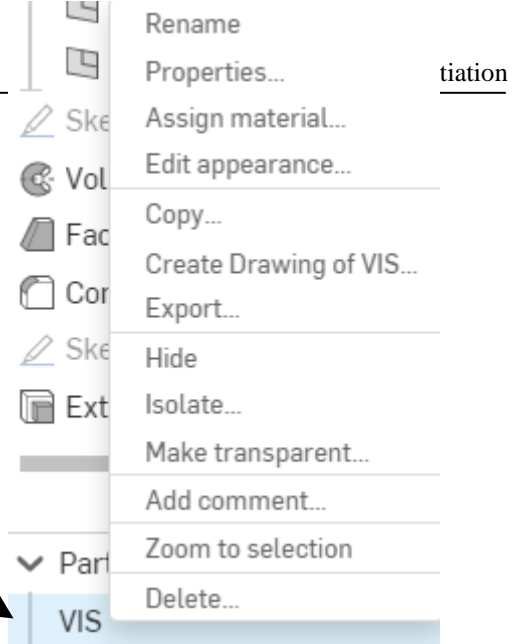 Rename
Properties... tiation
Ske Assign material...
Vol Edit appearance...
Fac Copy...
Create Drawing of VIS...
Cor Export...
Ske Hide
Ext Isolate...
Make transparent...
Add comment...
Part Zoom to selection
VIS Delete...